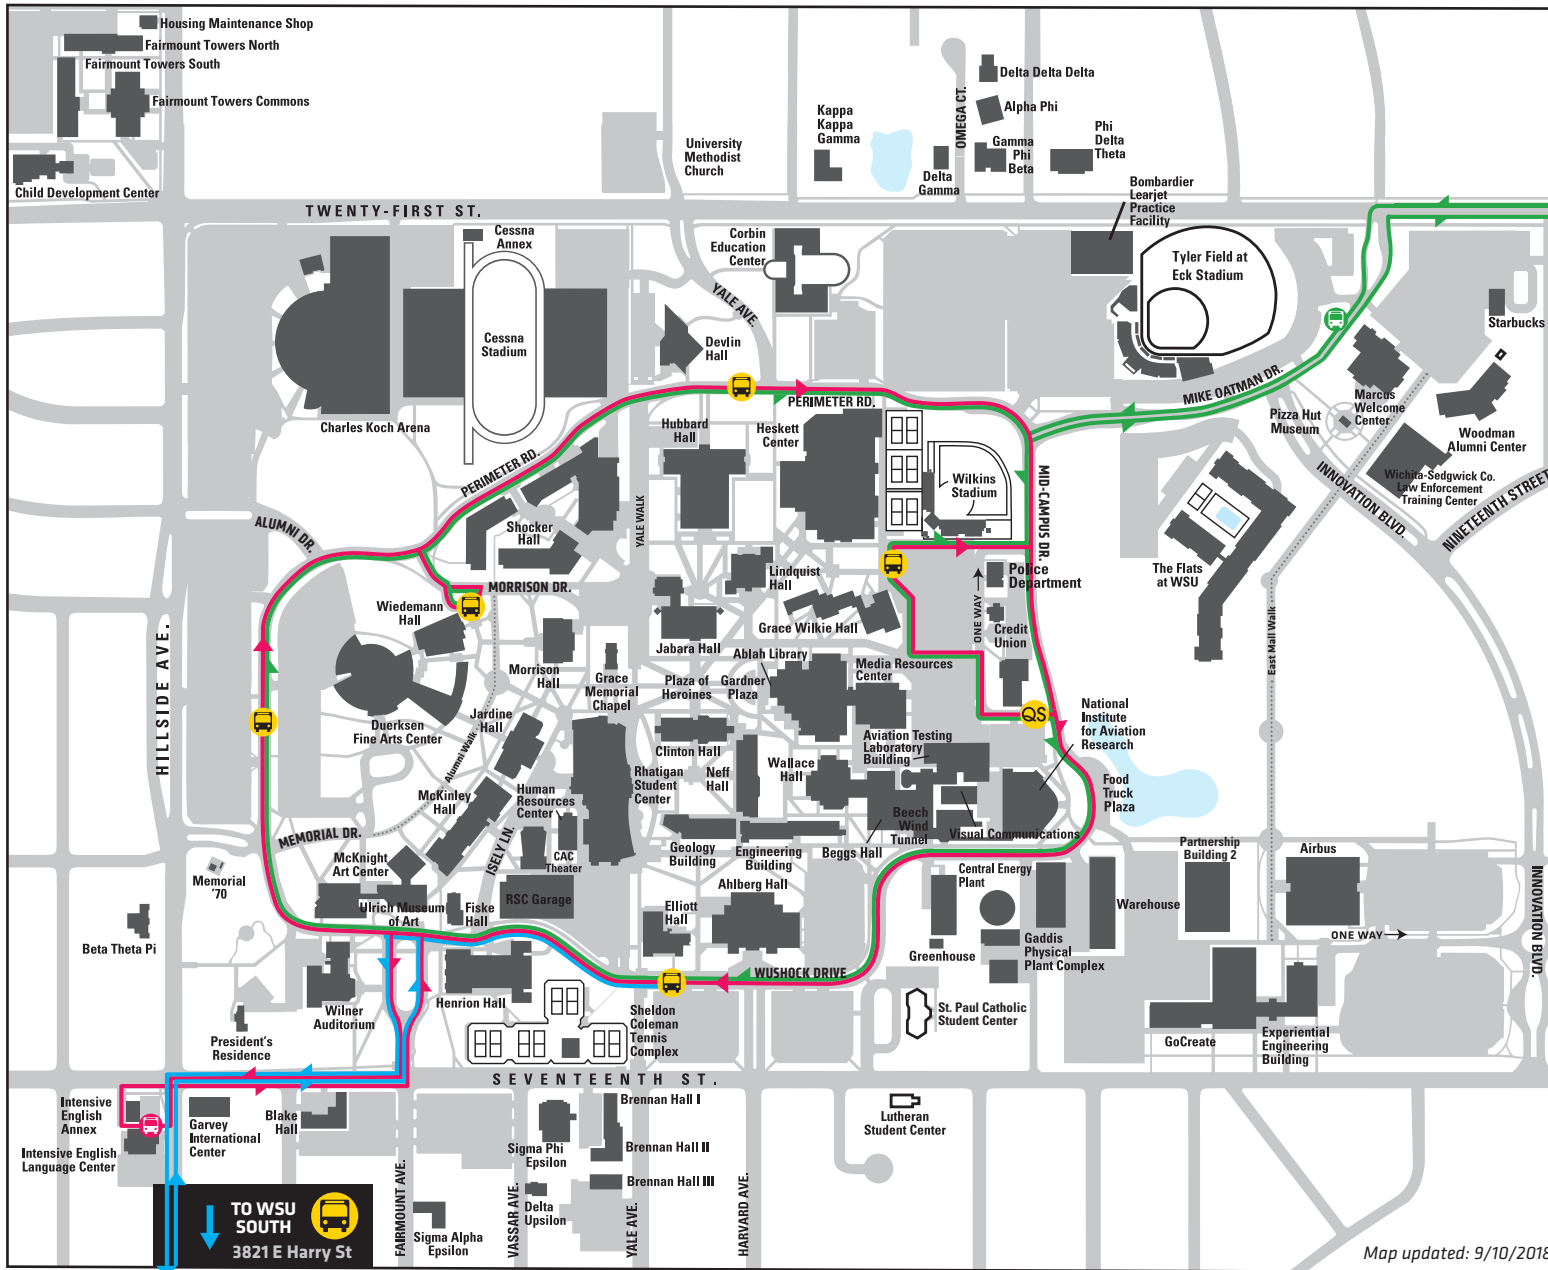 Housing Maintenance Shop
Fairmount Towers North
Fairmount Towers South
Fairmount Towers Commons
Child Development Center
University
Methodist
Church
Kappa
Kappa
Gamma
OMEGA CT.
Delta Delta Delta
Alpha Phi
Gamma
Phi
Beta
Phi
Delta
Theta
Delta
Gamma
Bombardier
Learjet
Practice
Facility
TWENTY-FIRST ST.
Cessna
Annex
Corbin
Education
Center
Tyler Field at
Eck Stadium
YALE AVE.
Starbucks
Cessna
Stadium
Devlin
Hall
MIKE OATMAN DR.
Marcus
Welcome
Center
Pizza Hut
Museum
PERIMETER RD.
Charles Koch Arena
Hubbard
Hall
Heskett
Center
Woodman
Alumni Center
PERIMETER RD.
Wilkins
Stadium
MID-CAMPUS DR.
INNOVATION BLVD.
Wichita-Sedgwick Co.
Law Enforcement
Training Center
NINETEENTH STREET
ALUMNI DR.
Shocker
Hall
YALE WALK
Lindquist
Hall
ONE WAY
Police
Department
The Flats
at WSU
MORRISON DR.
Wiedemann
Hall
Grace Wilkie Hall
Credit
Union
East Mall Walk
HILLSIDE AVE.
Morrison
Hall
Grace
Memorial
Chapel
Jabara Hall
Ablah Library
Plaza of
Heroines
Gardner
Plaza
Media Resources
Center
Duerksen
Fine Arts Center
Jardine
Hall
Alumni Walk
Clinton Hall
QS
National
Institute
for Aviation
Research
Aviation Testing
Laboratory
Building
McKinley
Hall
Human
Resources
Center
Rhatigan
Student
Center
Neff
Hall
Wallace
Hall
Food
Truck
Plaza
Beech
Wind
Tunnel
Visual Communications
MEMORIAL DR.
ISELY LN.
CAC
Theater
Geology
Building
Engineering
Building
Beggs Hall
Partnership
Building 2
Airbus
McKnight
Art Center
Memorial
'70
Ulrich Museum
of Art
Fiske
Hall
RSC Garage
Elliott
Hall
Ahlberg Hall
Central Energy
Plant
Warehouse
INNOVATION BLVD.
Beta Theta Pi
ONE WAY
Greenhouse
Gaddis
Physical
Plant Complex
WUSHOCK DRIVE
Wilner
Auditorium
Henrion Hall
Sheldon
Coleman
Tennis
Complex
St. Paul Catholic
Student Center
GoCreate
Experiential
Engineering
Building
President's
Residence
SEVENTEENTH ST.
Intensive
English
Annex
Garvey
International
Center
Blake
Hall
Brennan Hall I
Lutheran
Student Center
Intensive English
Language Center
Sigma Phi
Epsilon
Brennan Hall II
Brennan Hall III
FAIRMOUNT AVE.
VASSAR AVE.
YALE AVE.
HARVARD AVE.
Delta
Upsilon
Sigma Alpha
Epsilon
TO WSU
SOUTH
3821 E Harry St
Map updated: 9/10/2018